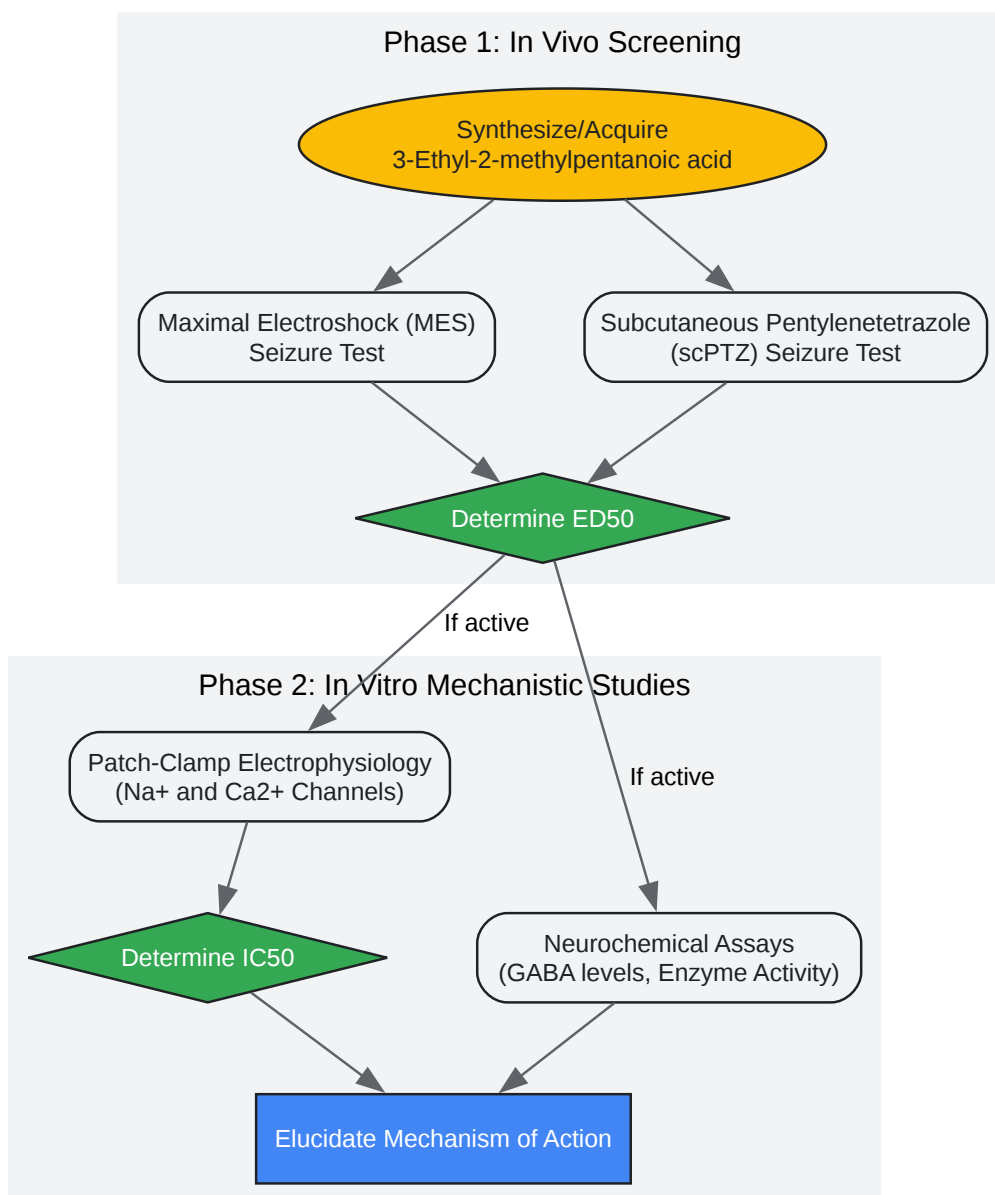 Phase 1: In Vivo Screening
Synthesize/Acquire
3-Ethyl-2-methylpentanoic acid
Maximal Electroshock (MES)
Seizure Test
Subcutaneous Pentylenetetrazole
(scPTZ) Seizure Test
Determine ED50
If active
Phase 2: In Vitro Mechanistic Studies
Patch-Clamp Electrophysiology
(Na+ and Ca2+ Channels)
If active
Determine IC50
Neurochemical Assays
(GABA levels, Enzyme Activity)
Elucidate Mechanism of Action